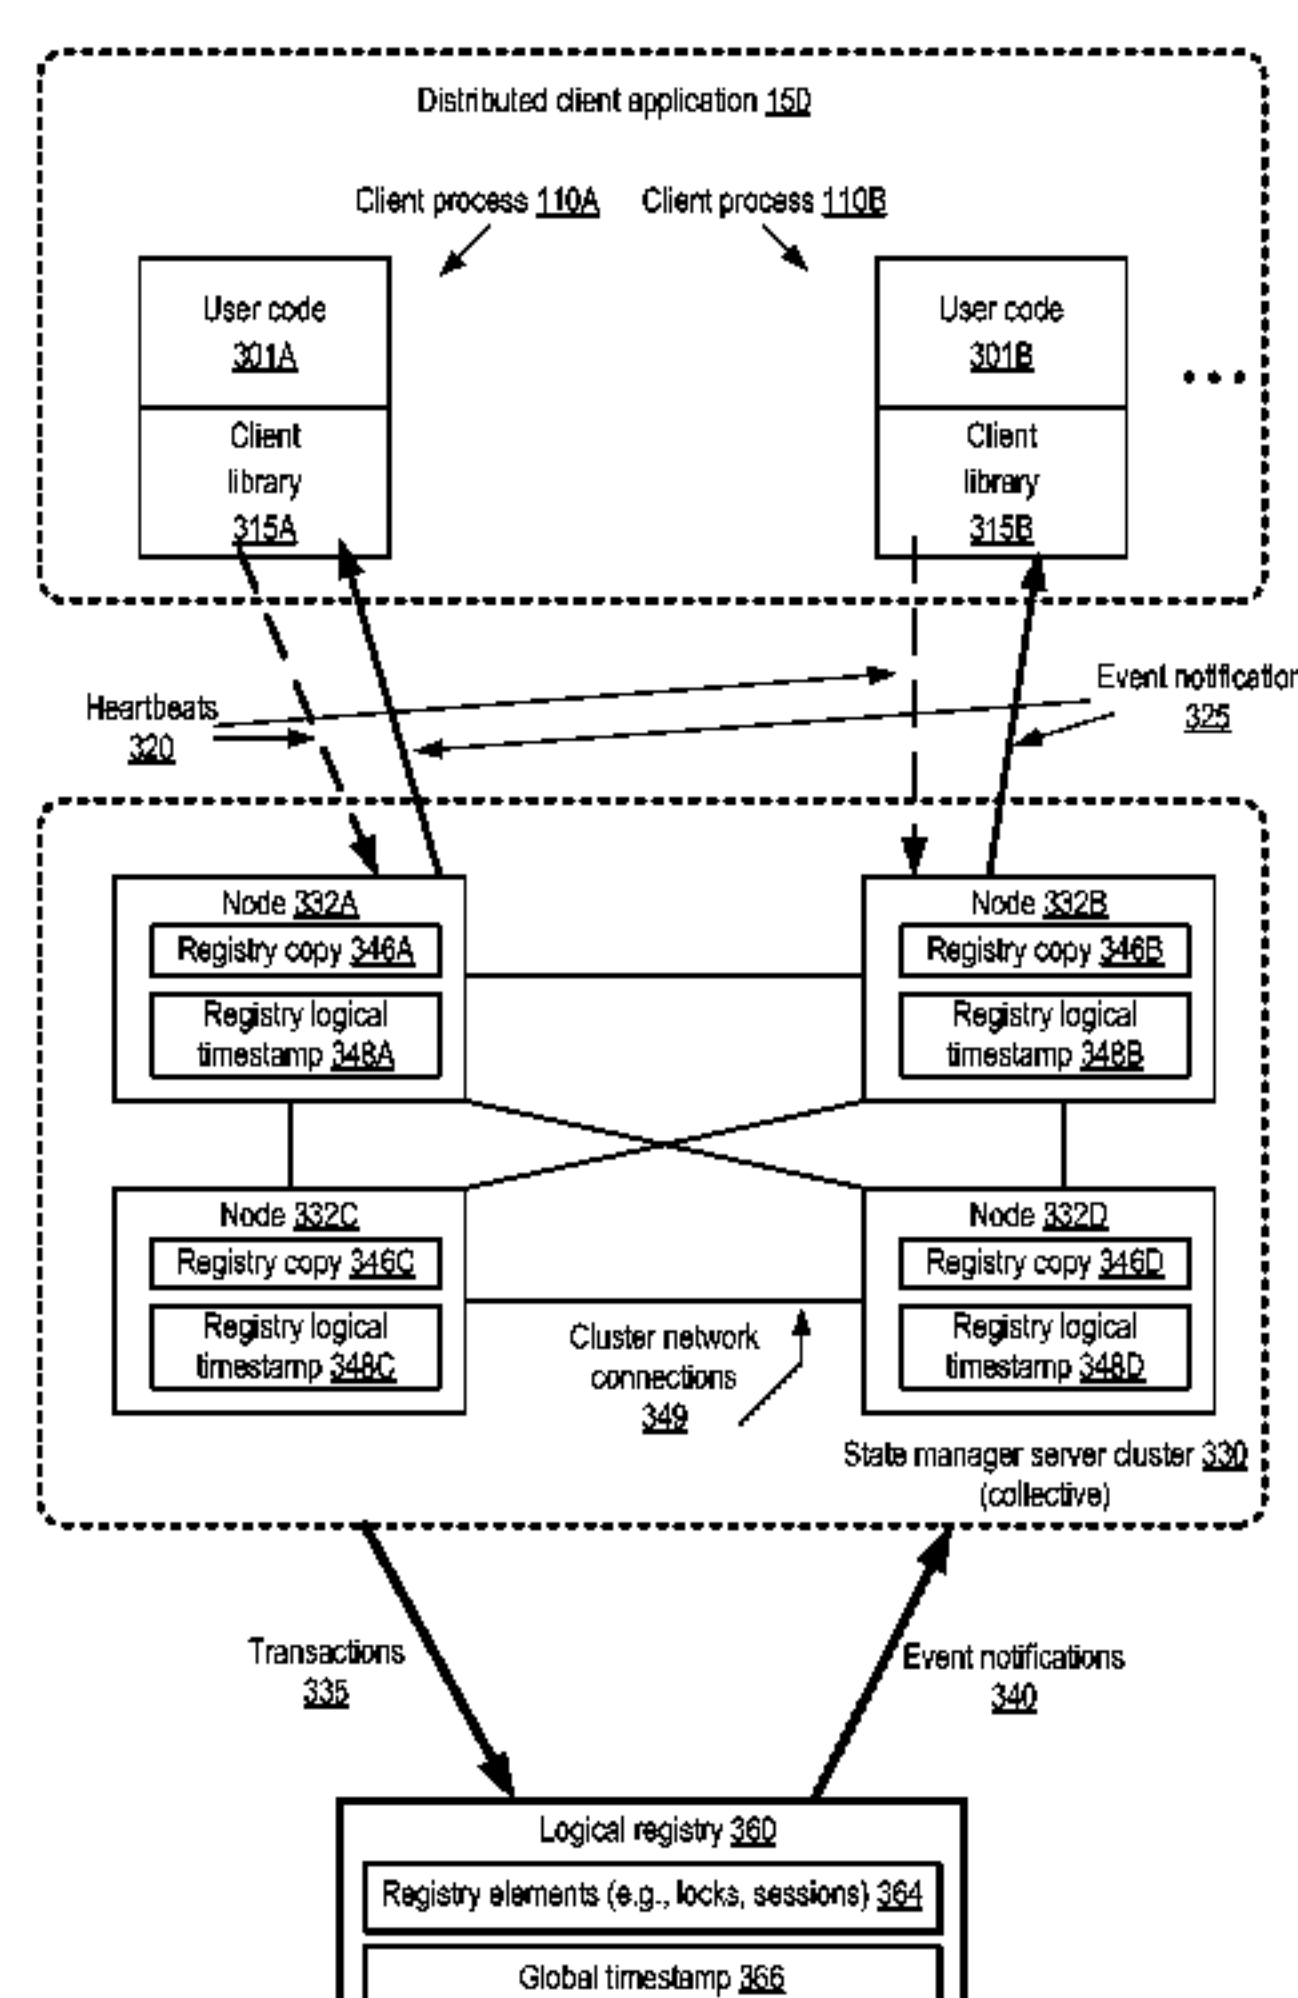 Distributed client application 150
Client process 110A
Client process 110B
User code
301A
Client
library
315A
User code
301B
Client
library
315B
Heartbeats
320
Event notification
325
Node 332A
Registry copy 346A
Registry logical
timestamp 348A
Node 332B
Registry copy 346B
Registry logical
timestamp 348B
Node 332C
Registry copy 346C
Registry logical
timestamp 348C
Node 332D
Registry copy 346D
Registry logical
timestamp 348D
Cluster network
connections
349
State manager server cluster 330
(collective)
Transactions
335
Event notifications
340
Logical registry 360
Registry elements (e.g., locks, sessions) 364
Global timestamp 366